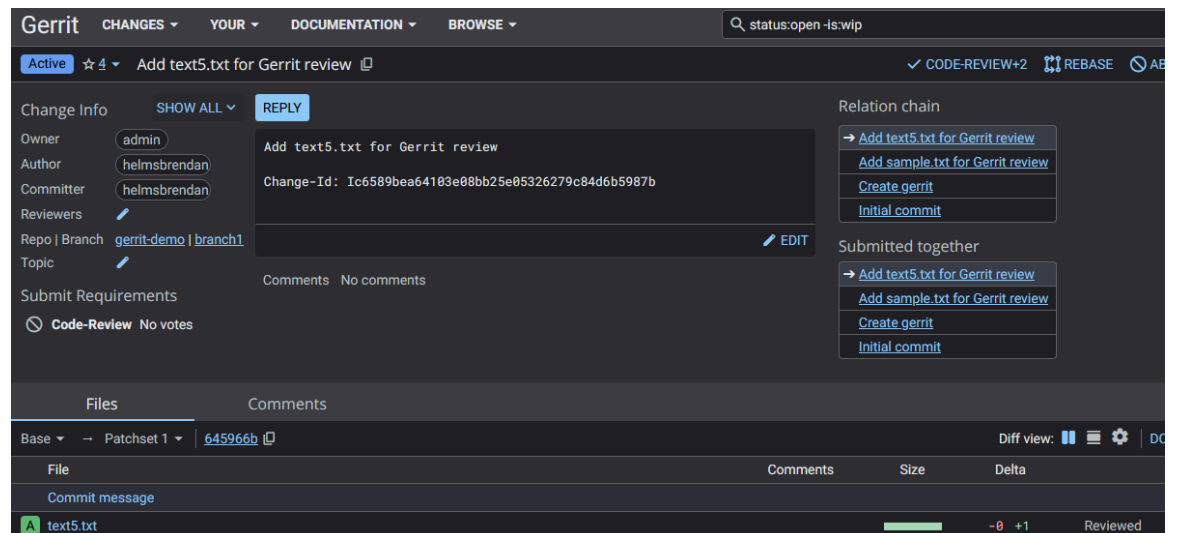 Gerrit CHANGES YOUR DOCUMENTATION BROWSE status:open -is:wip
Active 4 Add text5.txt for Gerrit review CODE-REVIEW+2 REBASE AB
Change Info SHOW ALL
Owner admin
Author helmsbrendan
Committer helmsbrendan
Reviewers
Repo | Branch gerrit-demo | branch1
Topic
Submit Requirements
Code-Review No votes
REPLY
Add text5.txt for Gerrit review
Change-Id: Ic6589bea64103e08bb25e05326279c84d6b5987b
EDIT
Comments No comments
Relation chain
→ Add text5.txt for Gerrit review
Add sample.txt for Gerrit review
Create gerrit
Initial commit
Submitted together
→ Add text5.txt for Gerrit review
Add sample.txt for Gerrit review
Create gerrit
Initial commit
Files Comments
Base → Patchset 1 645966b Diff view: DO
File Comments Size Delta
Commit message
A text5.txt -0 +1 Reviewed